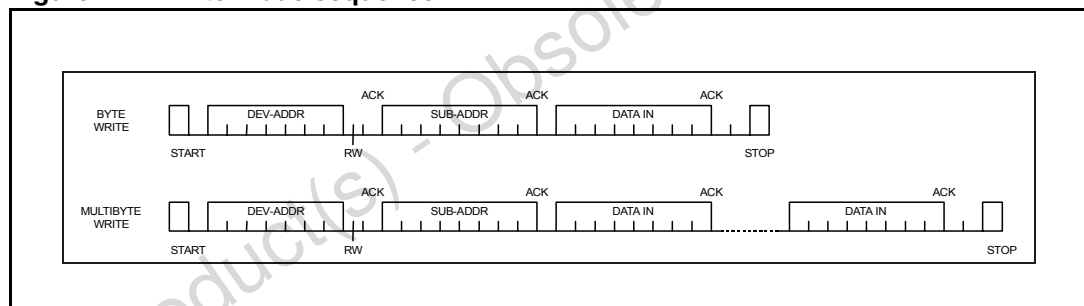 ACK ACK ACK
BYTE WRITE DEV-ADDR SUB-ADDR DATA IN
START RW STOP
ACK ACK ACK ACK
MULTIBYTE WRITE DEV-ADDR SUB-ADDR DATA IN DATA IN
START RW STOP